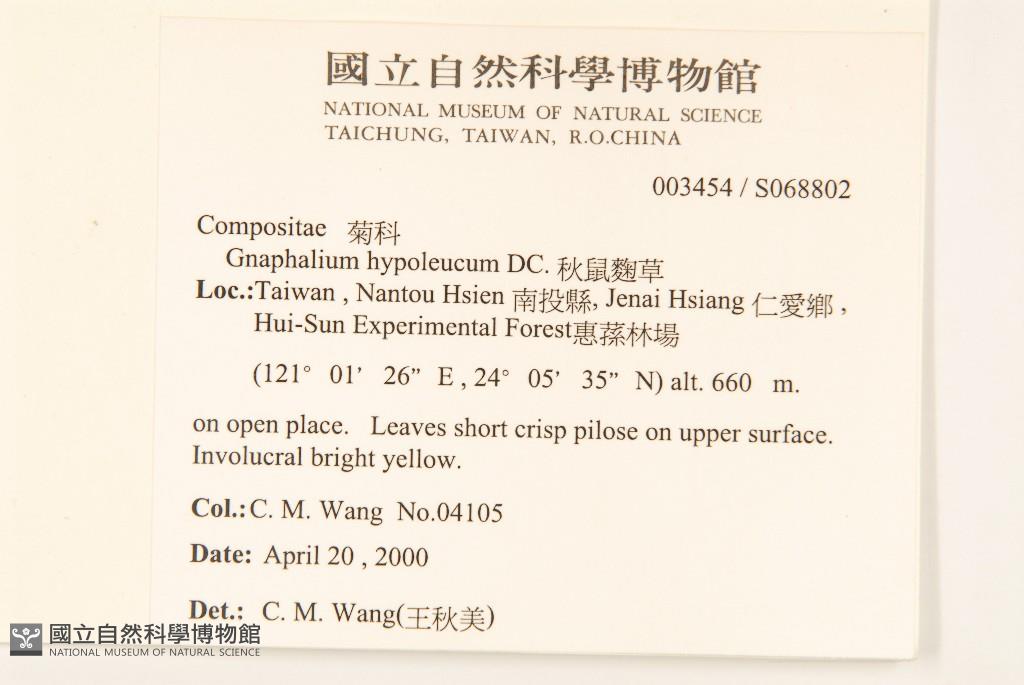 國立自然科學博物館
NATIONAL MUSEUM OF NATURAL SCIENCE
TAICHUNG, TAIWAN, R.O.CHINA
003454 / S068802
Compositae 菊科
Gnaphalium hypoleucum DC. 秋鼠麴草
Loc.:Taiwan , Nantou Hsien 南投縣, Jenai Hsiang 仁愛鄉 ,
Hui-Sun Experimental Forest惠蓀林場
(121° 01’ 26” E , 24° 05’ 35” N) alt. 660 m.
on open place. Leaves short crisp pilose on upper surface.
Involucral bright yellow.
Col.: C. M. Wang No.04105
Date: April 20 , 2000
Det.: C. M. Wang(王秋美)
國立自然科學博物館
NATIONAL MUSEUM OF NATURAL SCIENCE